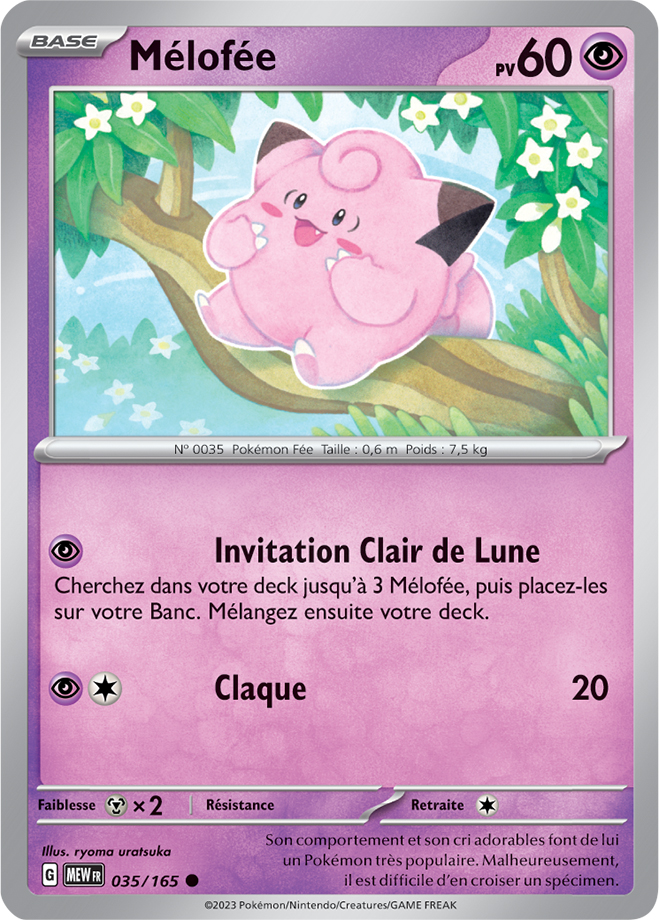 BASE
Mélofée
PV 60
N° 0035 Pokémon Fée Taille : 0,6 m Poids : 7,5 kg
Invitation Clair de Lune
Cherchez dans votre deck jusqu'à 3 Mélofée, puis placez-les
sur votre Banc. Mélangez ensuite votre deck.
Claque 20
Faiblesse ×2 Résistance Retraite
Illus. ryoma uratsuka
G MEW FR 035/165
Son comportement et son cri adorables font de lui
un Pokémon très populaire. Malheureusement,
il est difficile d'en croiser un spécimen.
©2023 Pokémon/Nintendo/Creatures/GAME FREAK